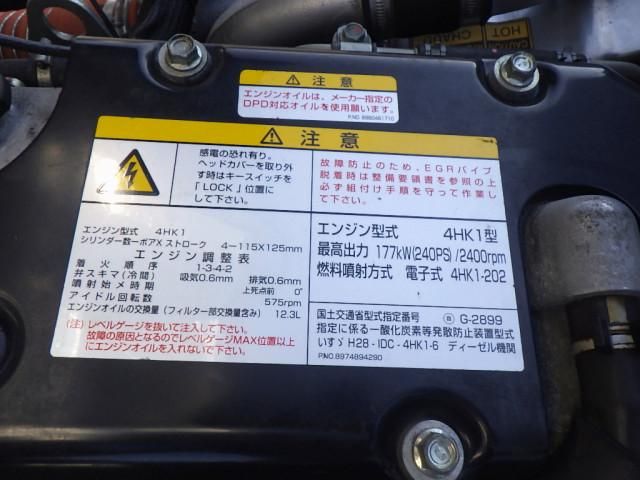 HOT
注意
エンジンオイルは、メーカー指定の
DPD対応オイルを使用願います。
P.NO 8980461710
注意
感電の恐れ有り。
ヘッドカバーを取り外
す時はキースイッチを
「LOCK」位置に
して下さい。
故障防止のため、EGRパイプ
脱着時は整備要領書を参照の上
必ず組付け手順を守って作業し
て下さい。
エンジン型式 4HK1
シリンダ数ーボアXストローク 4-115X125mm
エンジン調整表
着火順序 1-3-4-2
弁スキマ(冷間) 吸気0.6mm 排気0.6mm
噴射始メ時期 上死点前 0°
アイドル回転数 575rpm
エンジンオイルの交換量(フィルター部交換量含み) 12.3L
(注)レベルゲージを抜いて注入して下さい。
故障の原因となるのでレベルゲージMAX位置以上
にエンジンオイルを入れないで下さい。
エンジン型式 4HK1型
最高出力 177kW(240PS)/2400rpm
燃料噴射方式 電子式 4HK1-202
国土交通省型式指定番号 G-2899
指定に係る一酸化炭素等発散防止装置型式
いすゞH28-IDC-4HK1-6 ディーゼル機関
P.NO.8974894290